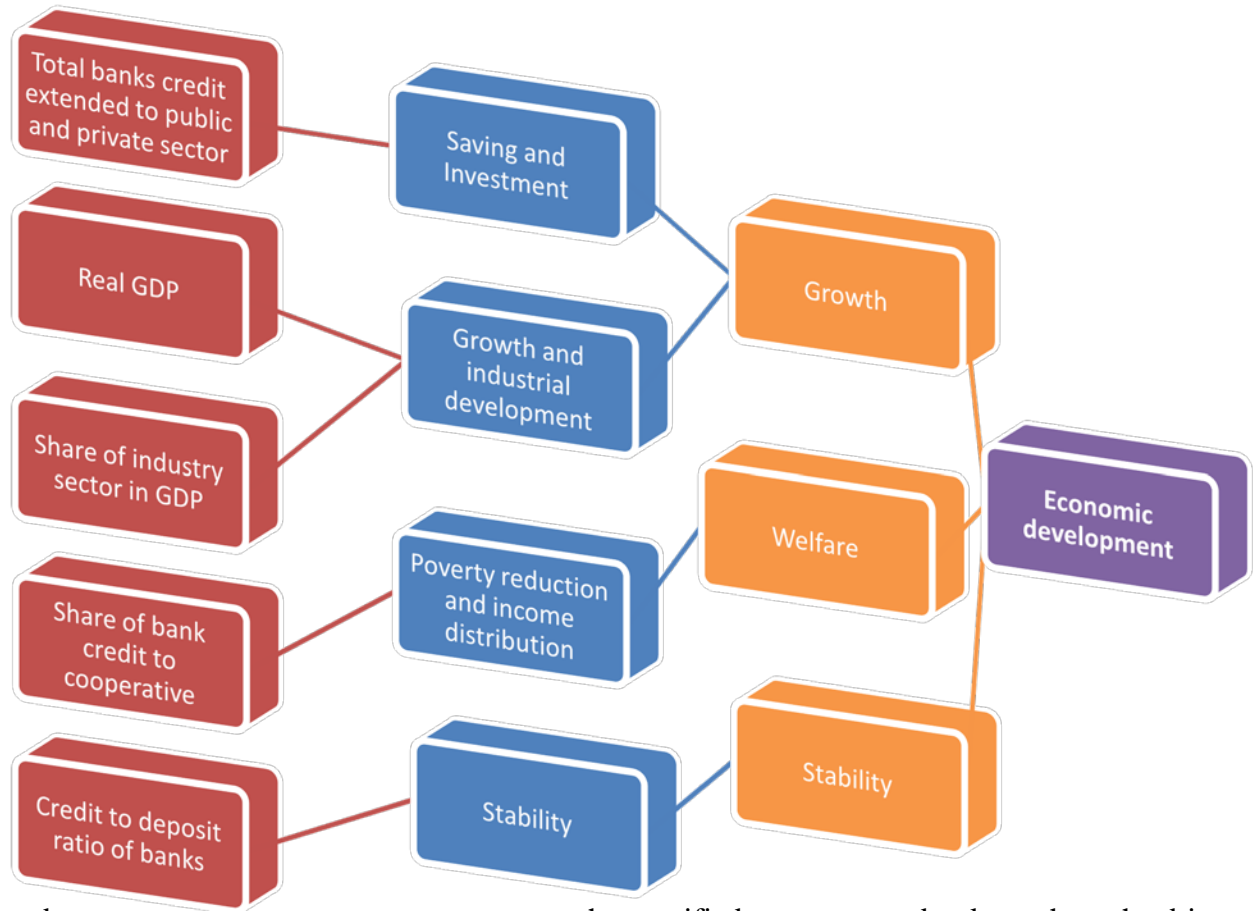 Total banks credit
extended to public
and private sector
Saving and
Investment
Real GDP
Growth
Growth and
industrial
development
Share of industry
sector in GDP
Economic
development
Welfare
Poverty reduction
and income
distribution
Share of bank
credit to
cooperative
Stability
Stability
Credit to deposit
ratio of banks